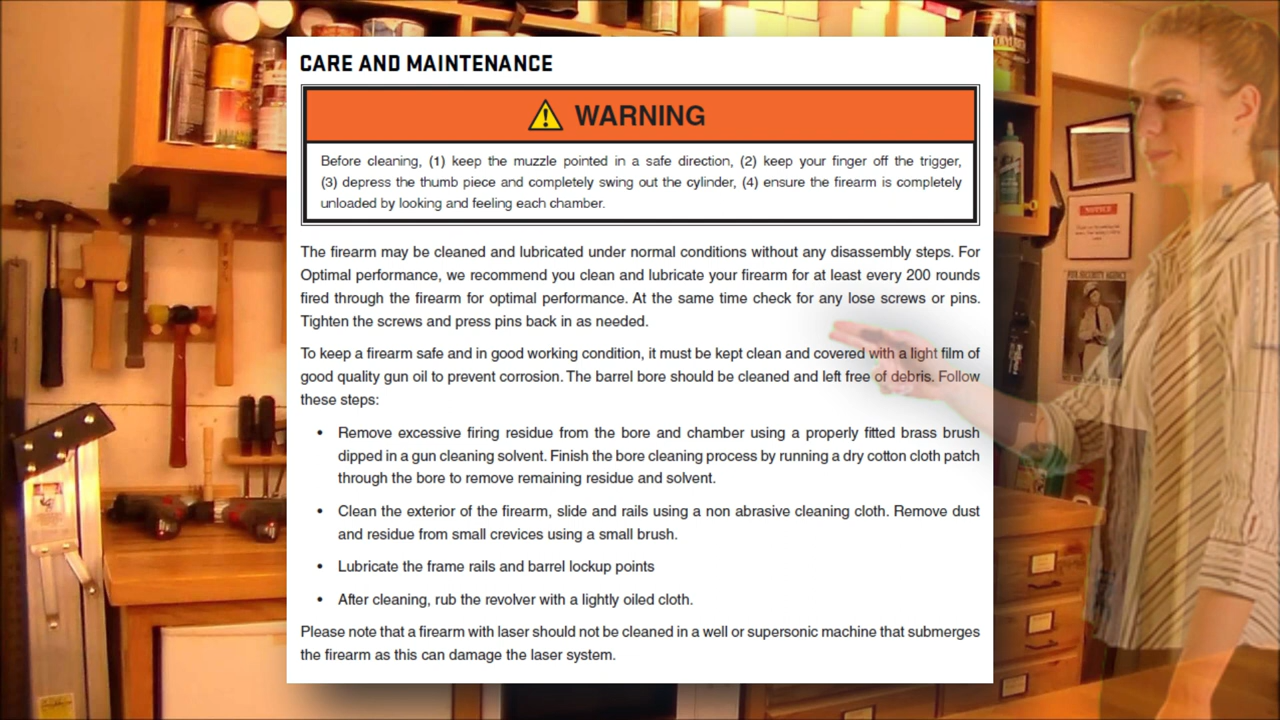 CARE AND MAINTENANCE
WARNING
Before cleaning, (1) keep the muzzle pointed in a safe direction, (2) keep your finger off the trigger,
(3) depress the thumb piece and completely swing out the cylinder, (4) ensure the firearm is completely
unloaded by looking and feeling each chamber.
The firearm may be cleaned and lubricated under normal conditions without any disassembly steps. For
Optimal performance, we recommend you clean and lubricate your firearm for at least every 200 rounds
fired through the firearm for optimal performance. At the same time check for any lose screws or pins.
Tighten the screws and press pins back in as needed.
To keep a firearm safe and in good working condition, it must be kept clean and covered with a light film of
good quality gun oil to prevent corrosion. The barrel bore should be cleaned and left free of debris. Follow
these steps:
• Remove excessive firing residue from the bore and chamber using a properly fitted brass brush
dipped in a gun cleaning solvent. Finish the bore cleaning process by running a dry cotton cloth patch
through the bore to remove remaining residue and solvent.
• Clean the exterior of the firearm, slide and rails using a non abrasive cleaning cloth. Remove dust
and residue from small crevices using a small brush.
• Lubricate the frame rails and barrel lockup points
• After cleaning, rub the revolver with a lightly oiled cloth.
Please note that a firearm with laser should not be cleaned in a well or supersonic machine that submerges
the firearm as this can damage the laser system.
NOTICE
SECURITY AGENCY